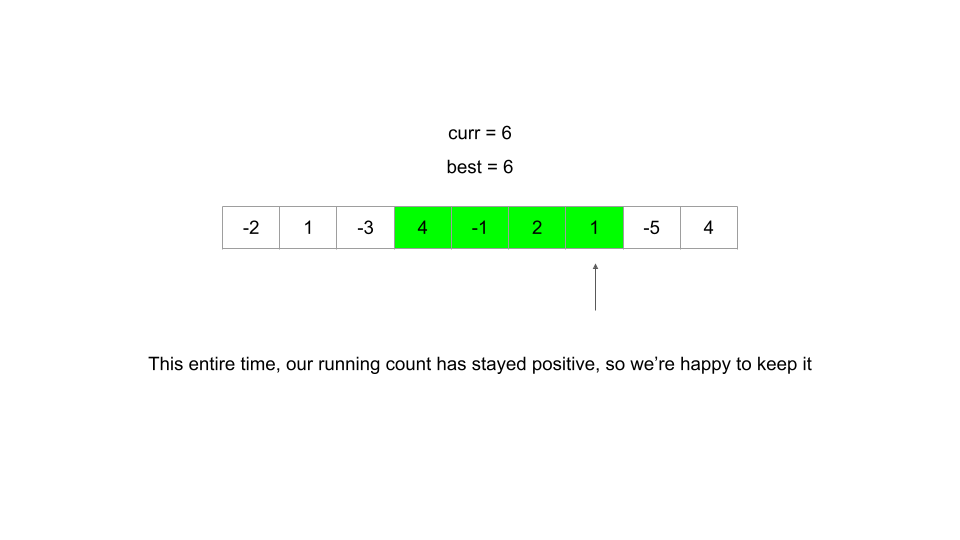 curr = 6
best = 6
-2 1 -3 4 -1 2 1 -5 4
This entire time, our running count has stayed positive, so we’re happy to keep it